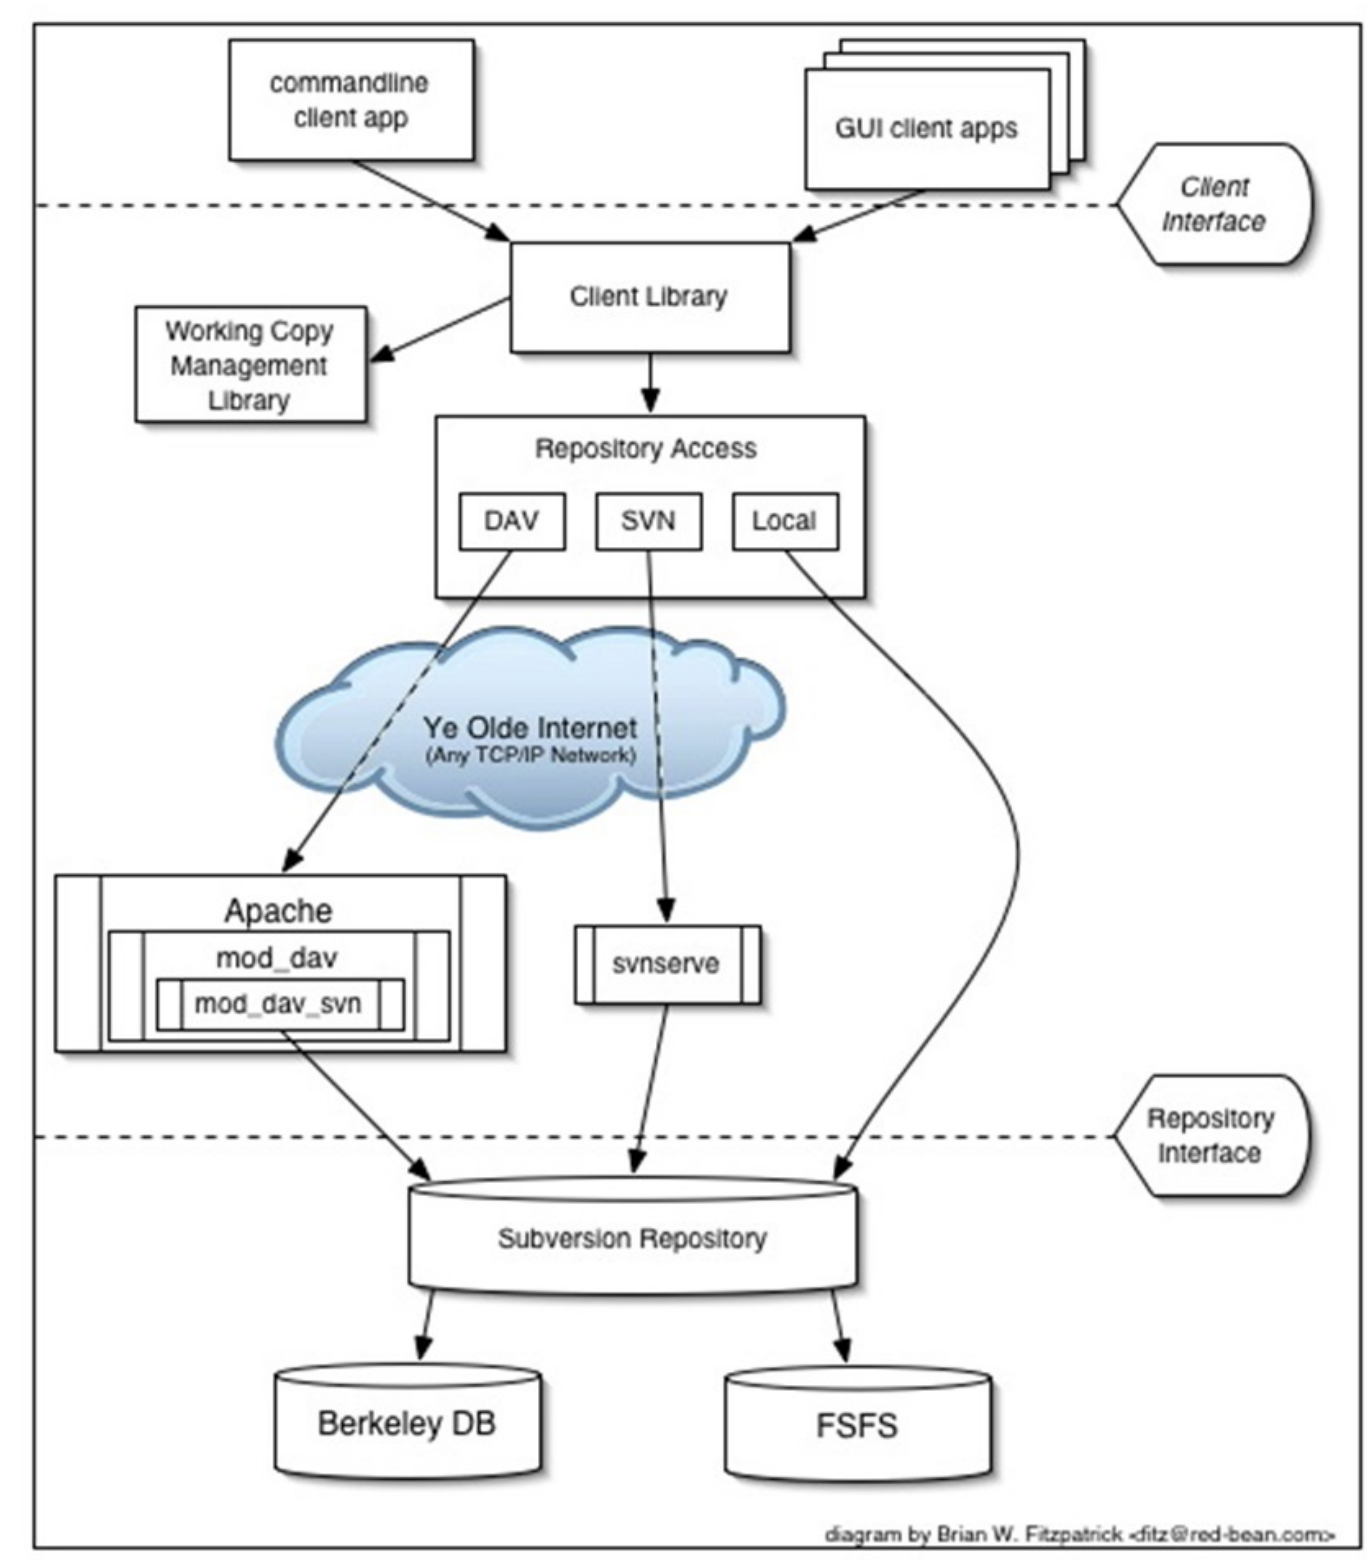 commandline
client app
GUI client apps
Client
Interface
Client Library
Working Copy
Management
Library
Repository Access
DAV
SVN
Local
Ye Olde Internet
(Any TCP/IP Network)
Apache
mod_dav
mod_dav_svn
svnserve
Repository
Interface
Subversion Repository
Berkeley DB
FSFS
diagram by Brian W. Fitzpatrick <fitz@red-bean.com>